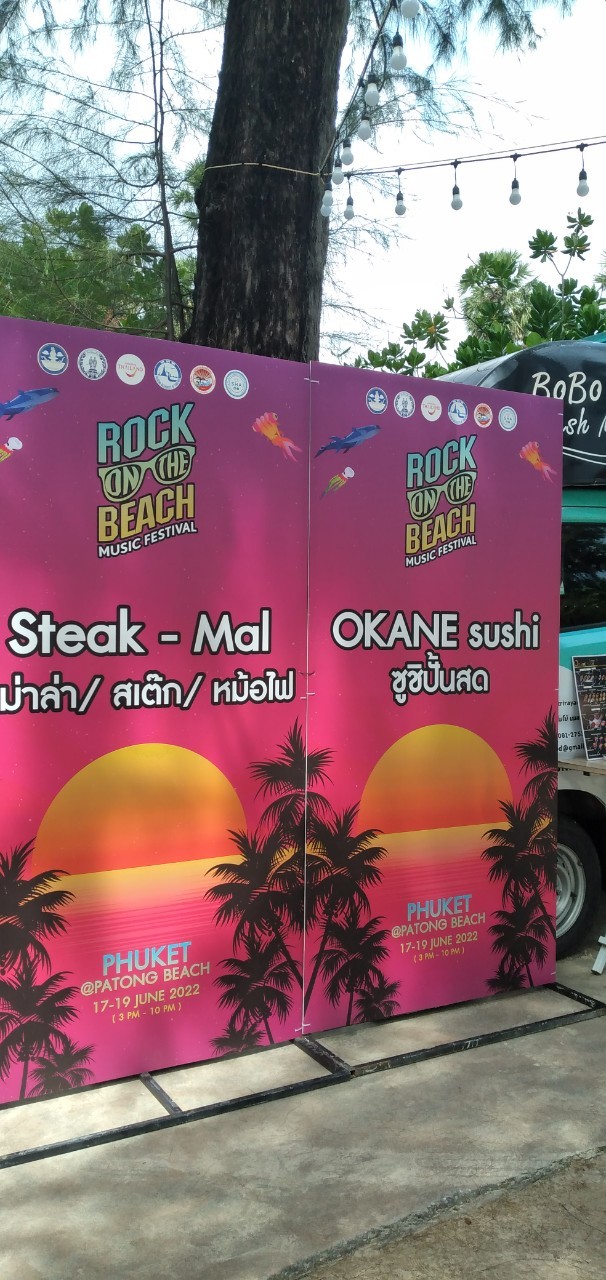 ROCK
ON THE
BEACH
MUSIC FESTIVAL
Steak - Mal
ม่าล่า/ สเต๊ก/ หม้อไฟ
PHUKET
@PATONG BEACH
17-19 JUNE 2022
( 3 PM - 10 PM )
ROCK
ON THE
BEACH
MUSIC FESTIVAL
OKANE sushi
ซูชิปั้นสด
PHUKET
@PATONG BEACH
17-19 JUNE 2022
( 3 PM - 10 PM )
BoBo